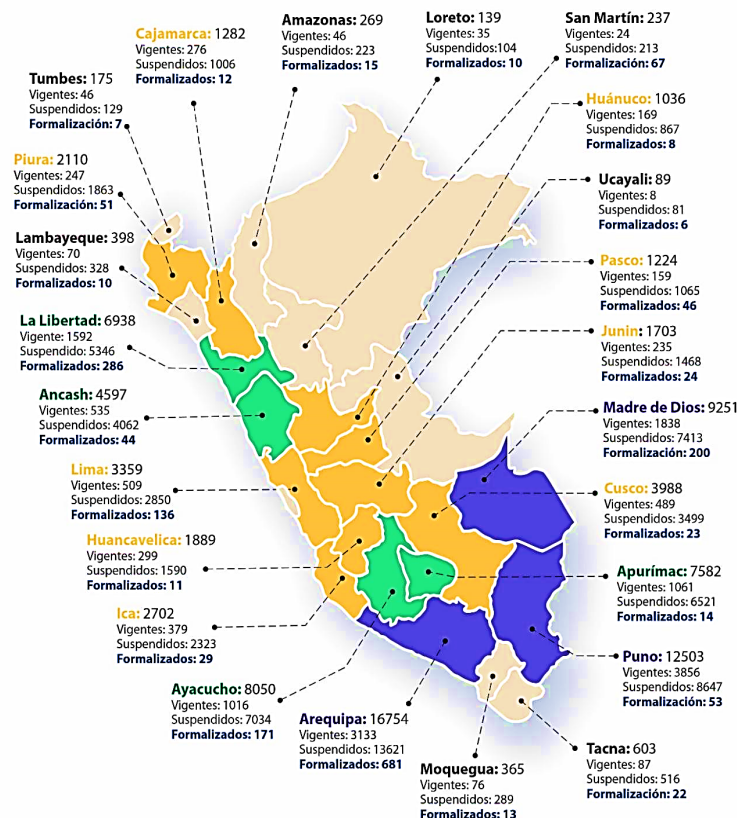 Amazonas: 269
Vigentes: 46
Suspendidos: 223
Formalizados: 15
Loreto: 139
Vigentes: 35
Suspendidos:104
Formalizados: 10
San Martín: 237
Vigentes: 24
Suspendidos: 213
Formalización: 67
Cajamarca: 1282
Vigentes: 276
Suspendidos: 1006
Formalizados: 12
Tumbes: 175
Vigentes: 46
Suspendidos: 129
Formalización: 7
Huánuco: 1036
Vigentes: 169
Suspendidos: 867
Formalizados: 8
Piura: 2110
Vigentes: 247
Suspendidos: 1863
Formalización: 51
Ucayali: 89
Vigentes: 8
Suspendidos: 81
Formalizados: 6
Lambayeque: 398
Vigentes: 70
Suspendidos: 328
Formalizados: 10
Pasco: 1224
Vigentes: 159
Suspendidos: 1065
Formalizados: 46
La Libertad: 6938
Vigente: 1592
Suspendido: 5346
Formalizados: 286
Junin: 1703
Vigentes: 235
Suspendidos: 1468
Formalizados: 24
Ancash: 4597
Vigentes: 535
Suspendidos: 4062
Formalizados: 44
Madre de Dios: 9251
Vigentes: 1838
Suspendidos: 7413
Formalización: 200
Lima: 3359
Vigentes: 509
Suspendidos: 2850
Formalizados: 136
Cusco: 3988
Vigentes: 489
Suspendidos: 3499
Formalizados: 23
Huancavelica: 1889
Vigentes: 299
Suspendidos: 1590
Formalizados: 11
Apurímac: 7582
Vigentes: 1061
Suspendidos: 6521
Formalizados: 14
Ica: 2702
Vigentes: 379
Suspendidos: 2323
Formalizados: 29
Puno: 12503
Vigentes: 3856
Suspendidos: 8647
Formalización: 53
Ayacucho: 8050
Vigentes: 1016
Suspendidos: 7034
Formalizados: 171
Arequipa: 16754
Vigentes: 3133
Suspendidos: 13621
Formalizados: 681
Tacna: 603
Vigentes: 87
Suspendidos: 516
Formalización: 22
Moquegua: 365
Vigentes: 76
Suspendidos: 289
Formalizados: 13